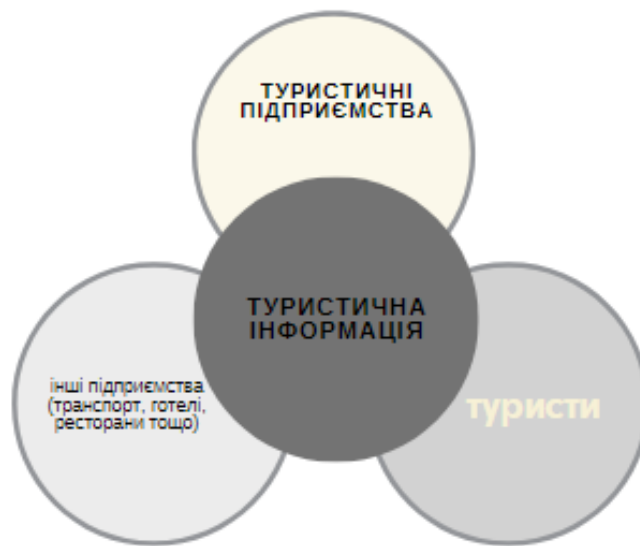 ТУРИСТИЧНІ
ПІДПРИЄМСТВА
ТУРИСТИЧНА
ІНФОРМАЦІЯ
інші підприємства
(транспорт, готелі,
ресторани тощо)
туристи